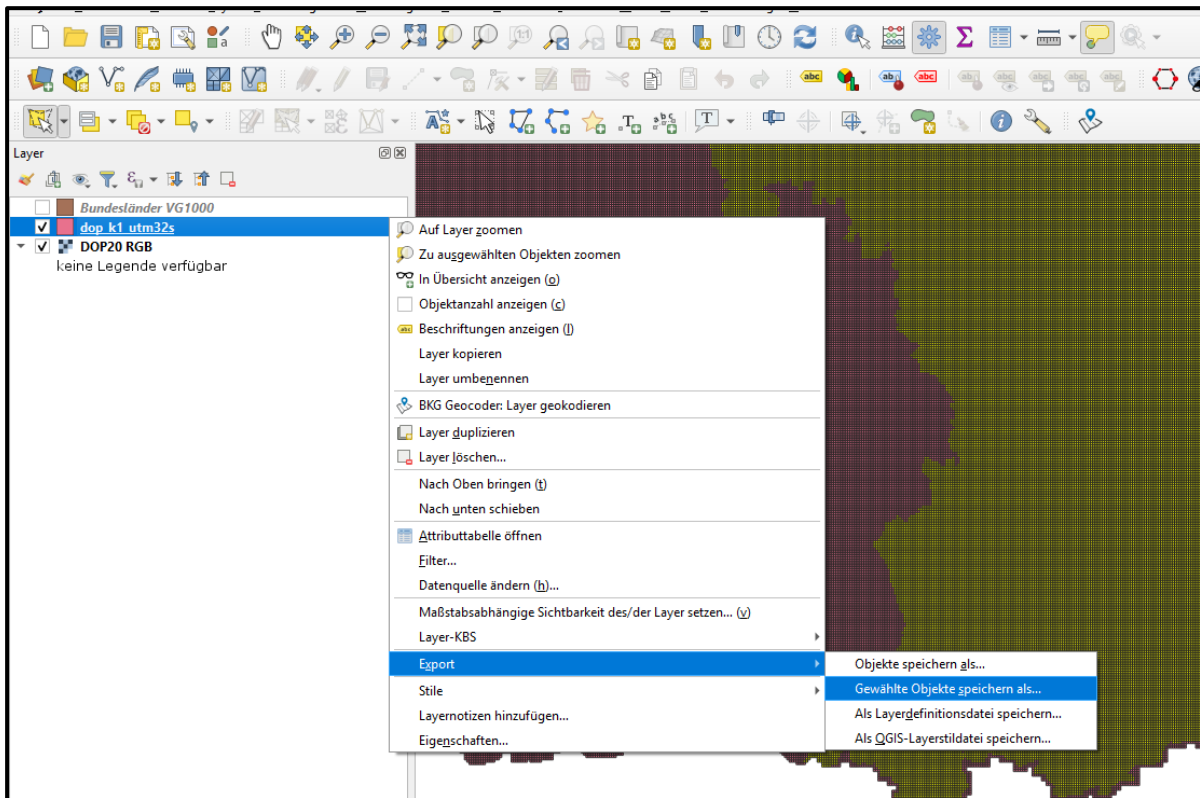 Layer
Bundesländer VG1000
dop_k1_utm32s
DOP20 RGB
keine Legende verfügbar
Auf Layer zoomen
Zu ausgewählten Objekten zoomen
In Übersicht anzeigen (o)
Objektanzahl anzeigen (c)
Beschriftungen anzeigen (l)
Layer kopieren
Layer umbenennen
BKG Geocoder: Layer geokodieren
Layer duplizieren
Layer löschen...
Nach Oben bringen (t)
Nach unten schieben
Attributtabelle öffnen
Filter...
Datenquelle ändern (h)...
Maßstabsabhängige Sichtbarkeit des/der Layer setzen... (v)
Layer-KBS
Export
Stile
Layernotizen hinzufügen...
Eigenschaften...
Objekte speichern als...
Gewählte Objekte speichern als...
Als Layerdefinitionsdatei speichern...
Als QGIS-Layerstildatei speichern...